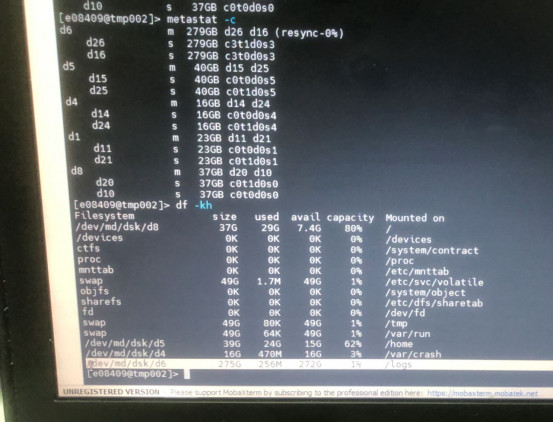 d10 s 37GB c0t0d0s0
[e08409@tmp002]> metastat -c
d6 m 279GB d26 d16 (resync-0%)
d26 s 279GB c3t1d0s3
d16 s 279GB c3t0d0s3
d5 m 40GB d15 d25
d15 s 40GB c0t0d0s5
d25 s 40GB c0t1d0s5
d4 m 16GB d14 d24
d14 s 16GB c0t0d0s4
d24 s 16GB c0t1d0s4
d1 m 23GB d11 d21
d11 s 23GB c0t0d0s1
d21 s 23GB c0t1d0s1
d8 m 37GB d20 d10
d20 s 37GB c0t1d0s0
d10 s 37GB c0t0d0s0
[e08409@tmp002]> df -kh
Filesystem size used avail capacity Mounted on
/dev/md/dsk/d8 37G 29G 7.4G 80% /
/devices 0K 0K 0K 0% /devices
ctfs 0K 0K 0K 0% /system/contract
proc 0K 0K 0K 0% /proc
mnttab 0K 0K 0K 0% /etc/mnttab
swap 49G 1.7M 49G 1% /etc/svc/volatile
objfs 0K 0K 0K 0% /system/object
sharefs 0K 0K 0K 0% /etc/dfs/sharetab
fd 0K 0K 0K 0% /dev/fd
swap 49G 80K 49G 1% /tmp
swap 49G 64K 49G 1% /var/run
/dev/md/dsk/d5 39G 24G 15G 62% /home
/dev/md/dsk/d4 16G 470M 16G 3% /var/crash
/dev/md/dsk/d6 275G 256M 272G 1% /logs
[e08409@tmp002]>
UNREGISTERED VERSION - Please support MobaXterm by subscribing to the professional edition here: https://mobaxterm.mobatek.net